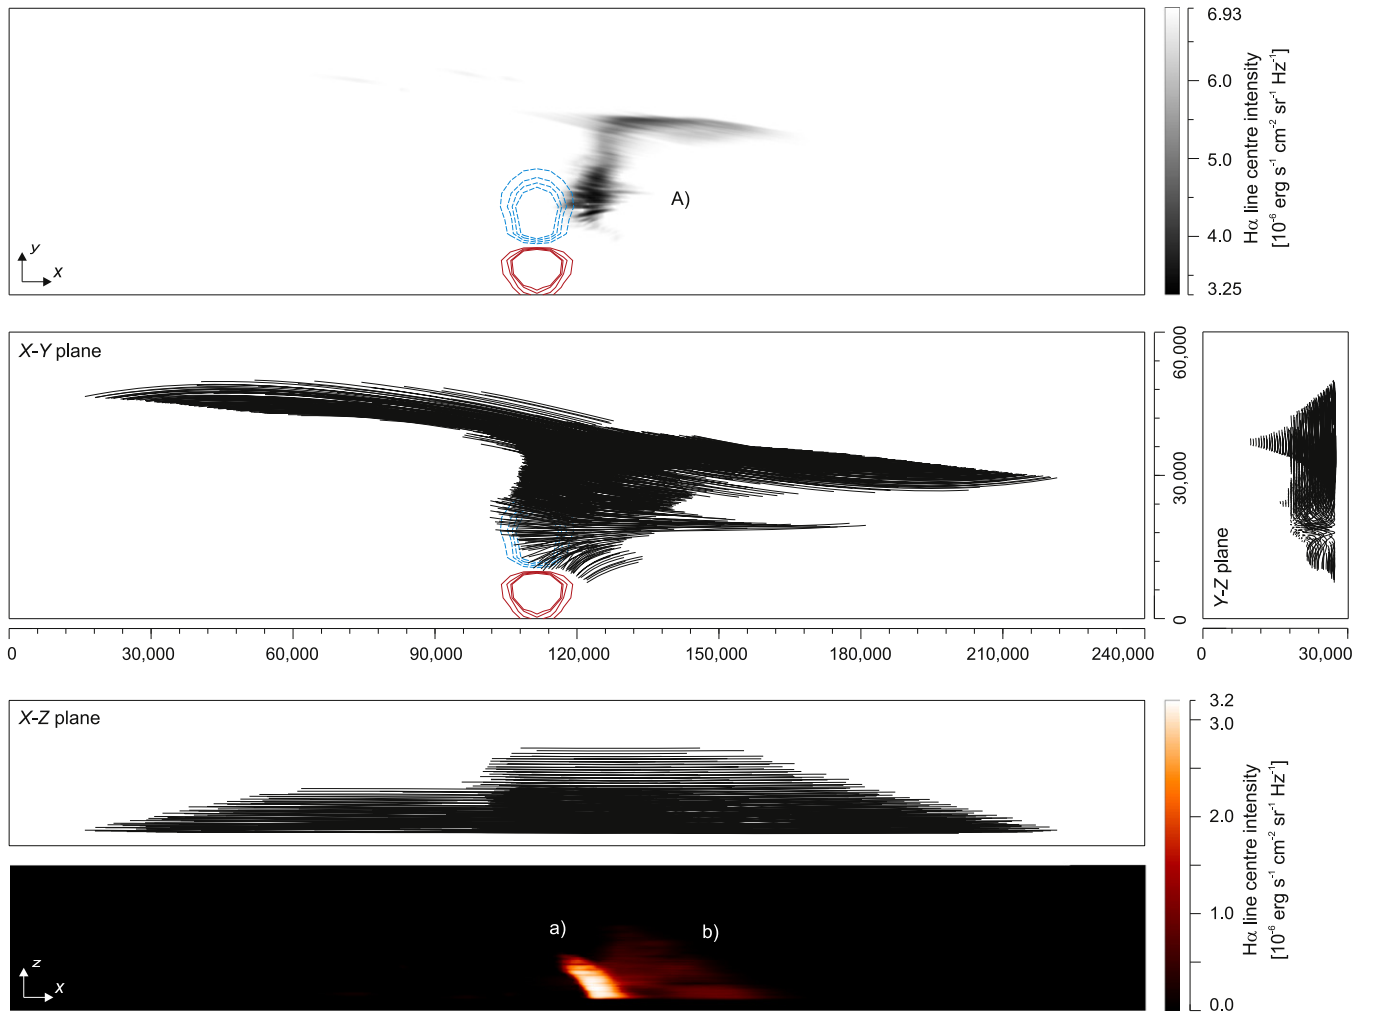 6.93
6.0
5.0
4.0
3.25
Hα line centre intensity
[10⁻⁶ erg s⁻¹ cm⁻² sr⁻¹ Hz⁻¹]
A)
y
x
X-Y plane
60,000
30,000
0
Y-Z plane
0 30,000 60,000 90,000 120,000 150,000 180,000 210,000 240,000
0 30,000
X-Z plane
3.2
3.0
2.0
1.0
0.0
Hα line centre intensity
[10⁻⁶ erg s⁻¹ cm⁻² sr⁻¹ Hz⁻¹]
a)
b)
z
x